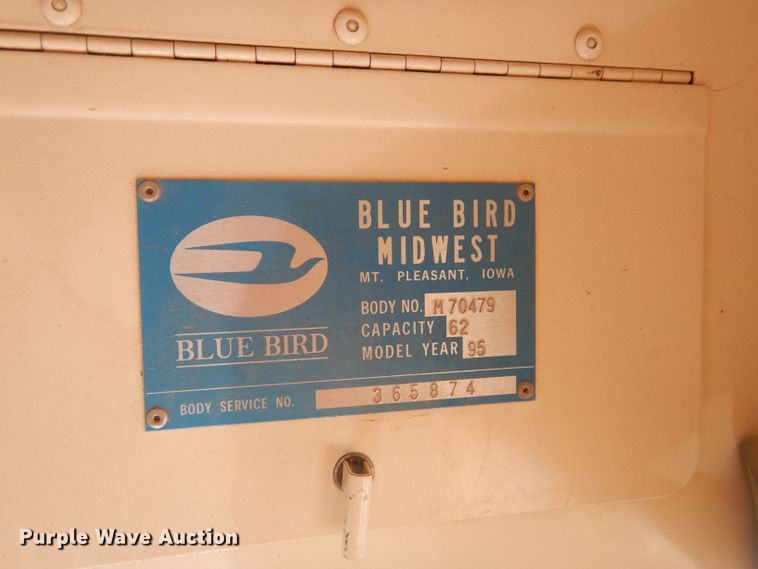 BLUE BIRD
MIDWEST
MT. PLEASANT, IOWA
BODY NO. M 70479
CAPACITY 62
MODEL YEAR 95
BLUE BIRD
BODY SERVICE NO. 365874
Purple Wave Auction